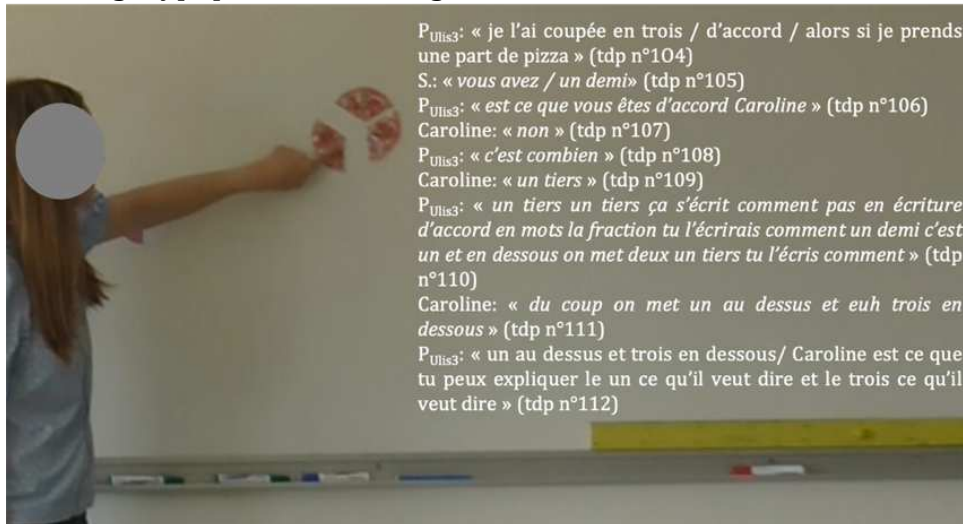 P_Ulis3: « je l'ai coupée en trois / d'accord / alors si je prends
une part de pizza » (tdp n°104)
S.: « vous avez / un demi» (tdp n°105)
P_Ulis3: « est ce que vous êtes d'accord Caroline » (tdp n°106)
Caroline: « non » (tdp n°107)
P_Ulis3: « c'est combien » (tdp n°108)
Caroline: « un tiers » (tdp n°109)
P_Ulis3: « un tiers un tiers ça s'écrit comment pas en écriture
d'accord en mots la fraction tu l'écrirais comment un demi c'est
un et en dessous on met deux un tiers tu l'écris comment » (tdp
n°110)
Caroline: « du coup on met un au dessus et euh trois en
dessous » (tdp n°111)
P_Ulis3: « un au dessus et trois en dessous/ Caroline est ce que
tu peux expliquer le un ce qu'il veut dire et le trois ce qu'il
veut dire » (tdp n°112)